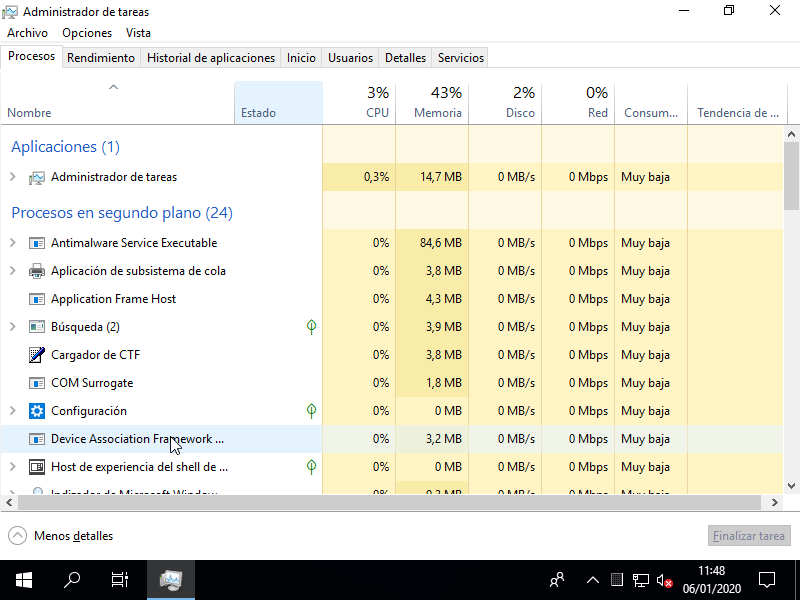 Administrador de tareas
Archivo Opciones Vista
Procesos Rendimiento Historial de aplicaciones Inicio Usuarios Detalles Servicios
3% 43% 2% 0%
Nombre Estado CPU Memoria Disco Red Consum... Tendencia de ...
Aplicaciones (1)
Administrador de tareas 0,3% 14,7 MB 0 MB/s 0 Mbps Muy baja
Procesos en segundo plano (24)
Antimalware Service Executable 0% 84,6 MB 0 MB/s 0 Mbps Muy baja
Aplicación de subsistema de cola 0% 3,8 MB 0 MB/s 0 Mbps Muy baja
Application Frame Host 0% 4,3 MB 0 MB/s 0 Mbps Muy baja
Búsqueda (2) 0% 3,9 MB 0 MB/s 0 Mbps Muy baja
Cargador de CTF 0% 3,8 MB 0 MB/s 0 Mbps Muy baja
COM Surrogate 0% 1,8 MB 0 MB/s 0 Mbps Muy baja
Configuración 0% 0 MB 0 MB/s 0 Mbps Muy baja
Device Association Framework ... 0% 3,2 MB 0 MB/s 0 Mbps Muy baja
Host de experiencia del shell de ... 0% 0 MB 0 MB/s 0 Mbps Muy baja
Menos detalles Finalizar tarea
11:48
06/01/2020